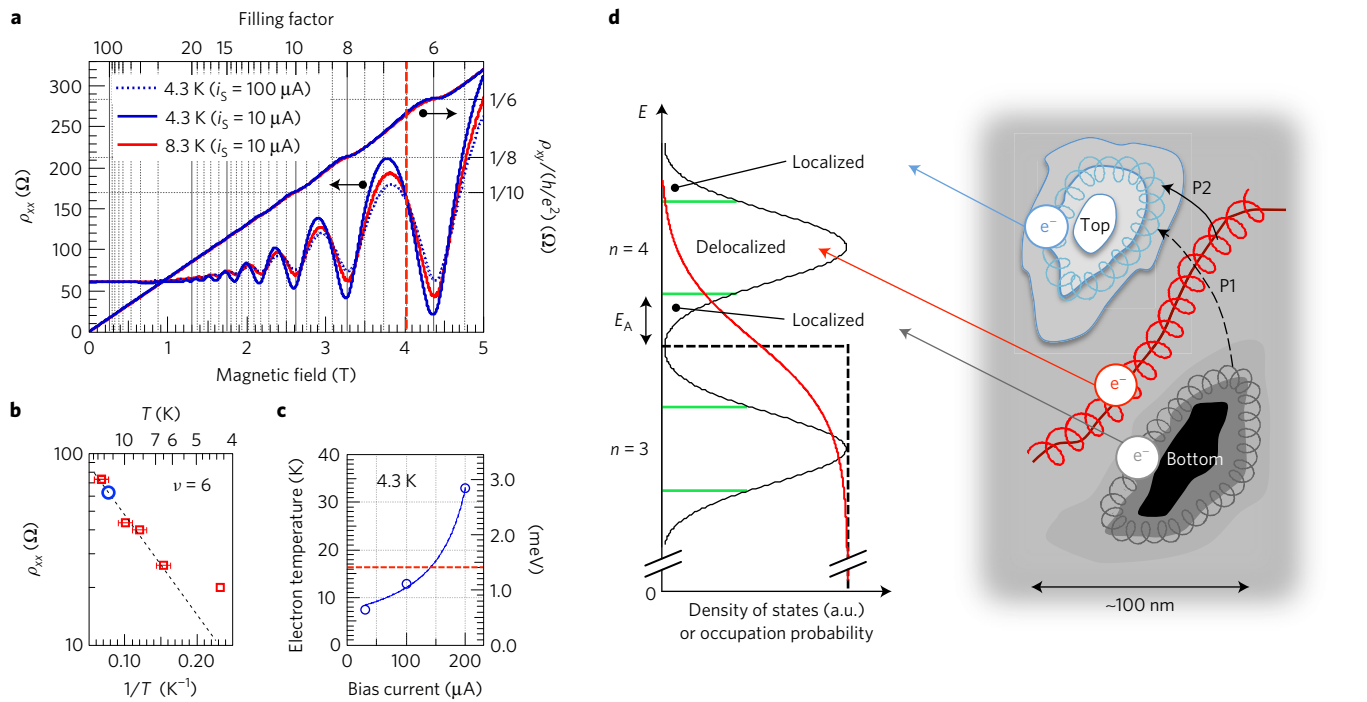 a
Filling factor
100 20 15 10 8 6
300
250
200
150
100
50
0
ρxx (Ω)
4.3 K (iS = 100 μA)
4.3 K (iS = 10 μA)
8.3 K (iS = 10 μA)
1/6
1/8
1/10
ρxy/(h/e²) (Ω)
0 1 2 3 4 5
Magnetic field (T)
b
T (K)
10 7 6 5 4
100
10
ρxx (Ω)
ν = 6
0.10 0.20
1/T (K⁻¹)
c
40
30
20
10
0
Electron temperature (K)
4.3 K
3.0
2.0
1.0
0.0
(meV)
0 100 200
Bias current (μA)
d
E
Localized
n = 4
Delocalized
EA
Localized
n = 3
0
Density of states (a.u.)
or occupation probability
P2
e⁻
Top
P1
e⁻
e⁻
Bottom
~100 nm